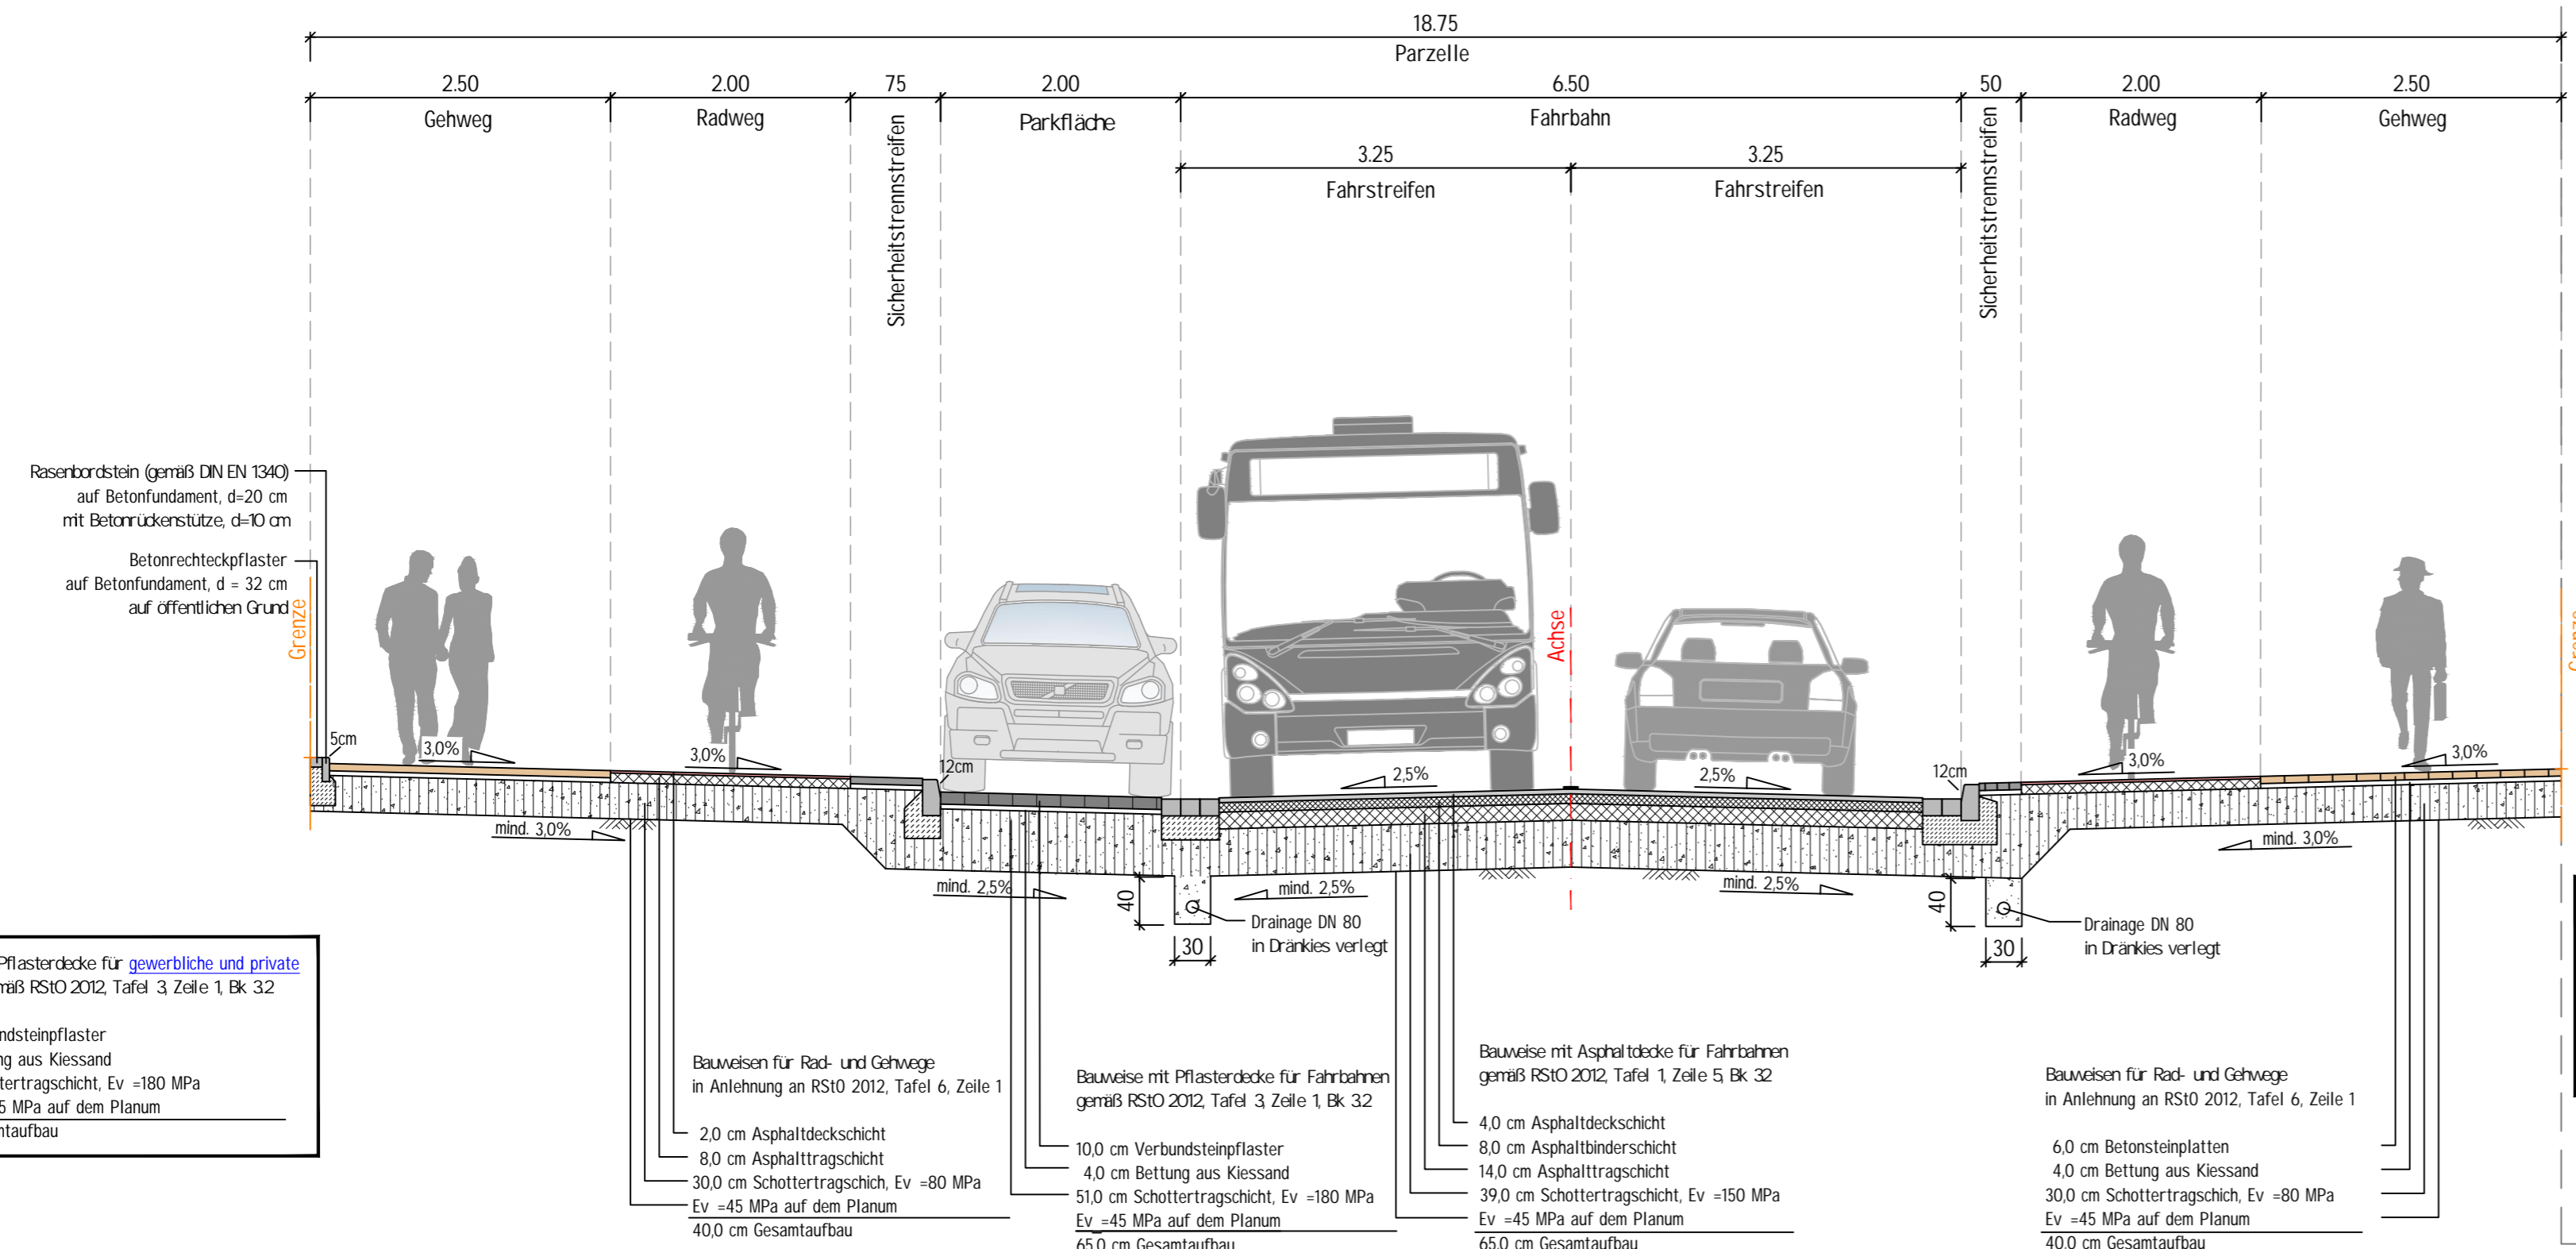 18.75
Parzelle
2.50
2.00
75
2.00
6.50
50
2.00
2.50
Gehweg
Radweg
Sicherheitstrennstreifen
Parkfläche
Fahrbahn
Sicherheitstrennstreifen
Radweg
Gehweg
3.25
3.25
Fahrstreifen
Fahrstreifen
Rasenbordstein (gemäß DIN EN 1340)
auf Betonfundament, d=20 cm
mit Betonrückenstütze, d=10 cm
Betonrechteckpflaster
auf Betonfundament, d = 32 cm
auf öffentlichen Grund
Grenze
Achse
Grenze
5cm
3,0%
3,0%
12cm
2,5%
2,5%
12cm
3,0%
3,0%
mind. 3,0%
mind. 2,5%
mind. 2,5%
mind. 2,5%
mind. 3,0%
40
30
Drainage DN 80
in Dränkies verlegt
40
30
Drainage DN 80
in Dränkies verlegt
Pflasterdecke für gewerbliche und private
mäß RStO 2012, Tafel 3, Zeile 1, Bk 3.2
ndsteinpflaster
ng aus Kiessand
tertragschicht, Ev =180 MPa
5 MPa auf dem Planum
mtaufbau
Bauweisen für Rad- und Gehwege
in Anlehnung an RStO 2012, Tafel 6, Zeile 1
2,0 cm Asphaltdeckschicht
8,0 cm Asphalttragschicht
30,0 cm Schottertragschich, Ev =80 MPa
Ev =45 MPa auf dem Planum
40,0 cm Gesamtaufbau
Bauweise mit Pflasterdecke für Fahrbahnen
gemäß RStO 2012, Tafel 3, Zeile 1, Bk 3.2
10,0 cm Verbundsteinpflaster
4,0 cm Bettung aus Kiessand
51,0 cm Schottertragschicht, Ev =180 MPa
Ev =45 MPa auf dem Planum
65,0 cm Gesamtaufbau
Bauweise mit Asphaltdecke für Fahrbahnen
gemäß RStO 2012, Tafel 1, Zeile 5, Bk 3.2
4,0 cm Asphaltdeckschicht
8,0 cm Asphaltbinderschicht
14,0 cm Asphalttragschicht
39,0 cm Schottertragschicht, Ev =150 MPa
Ev =45 MPa auf dem Planum
65,0 cm Gesamtaufbau
Bauweisen für Rad- und Gehwege
in Anlehnung an RStO 2012, Tafel 6, Zeile 1
6,0 cm Betonsteinplatten
4,0 cm Bettung aus Kiessand
30,0 cm Schottertragschich, Ev =80 MPa
Ev =45 MPa auf dem Planum
40,0 cm Gesamtaufbau